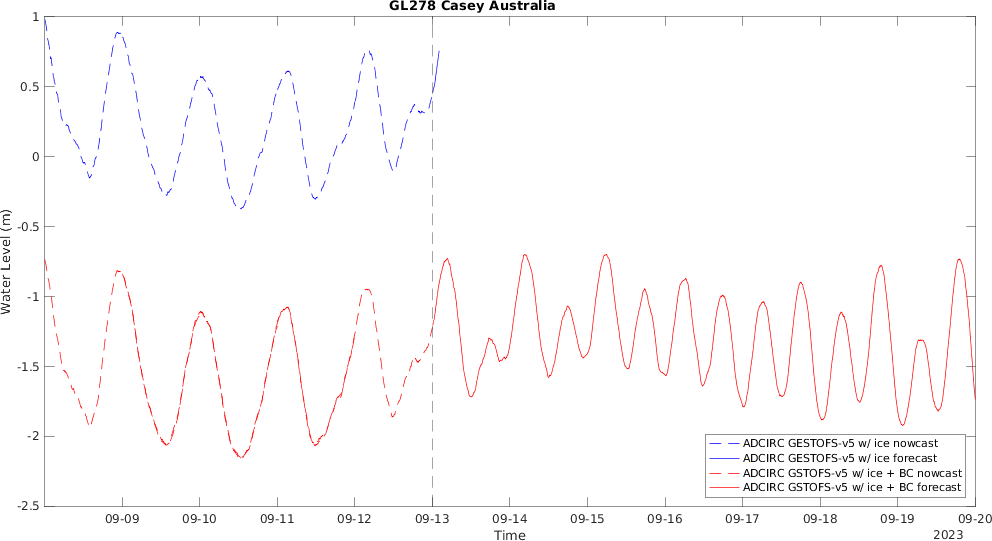 GL278 Casey Australia
Water Level (m)
1
0.5
0
-0.5
-1
-1.5
-2
-2.5
ADCIRC GESTOFS-v5 w/ ice nowcast
ADCIRC GESTOFS-v5 w/ ice forecast
ADCIRC GSTOFS-v5 w/ ice + BC nowcast
ADCIRC GSTOFS-v5 w/ ice + BC forecast
09-09 09-10 09-11 09-12 09-13 09-14 09-15 09-16 09-17 09-18 09-19 09-20
Time
2023